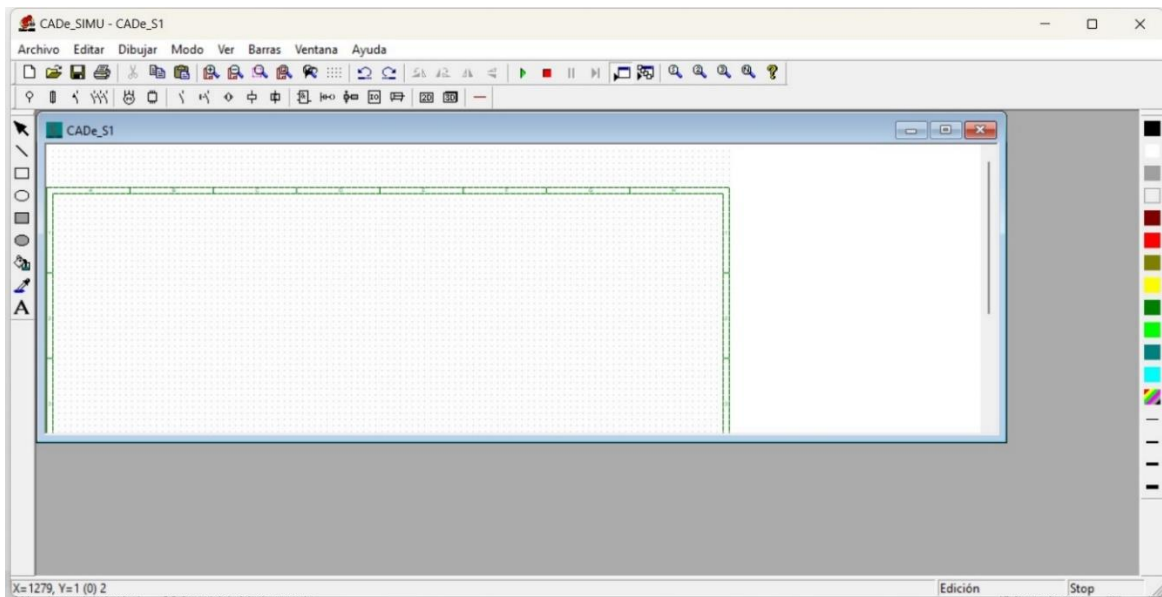 CADe_SIMU - CADe_S1
Archivo Editar Dibujar Modo Ver Barras Ventana Ayuda
A
CADe_S1
X=1279, Y=1 (0) 2
Edición
Stop